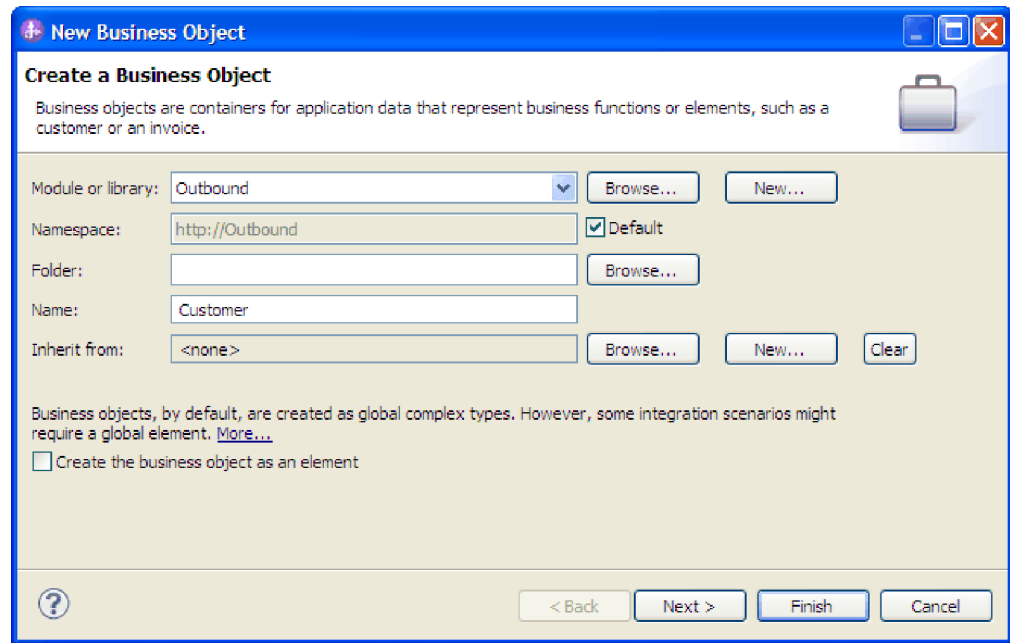 New Business Object
Create a Business Object
Business objects are containers for application data that represent business functions or elements, such as a
customer or an invoice.
Module or library: Outbound Browse... New...
Namespace: http://Outbound Default
Folder: Browse...
Name: Customer
Inherit from: <none> Browse... New... Clear
Business objects, by default, are created as global complex types. However, some integration scenarios might
require a global element. More...
Create the business object as an element
? < Back Next > Finish Cancel